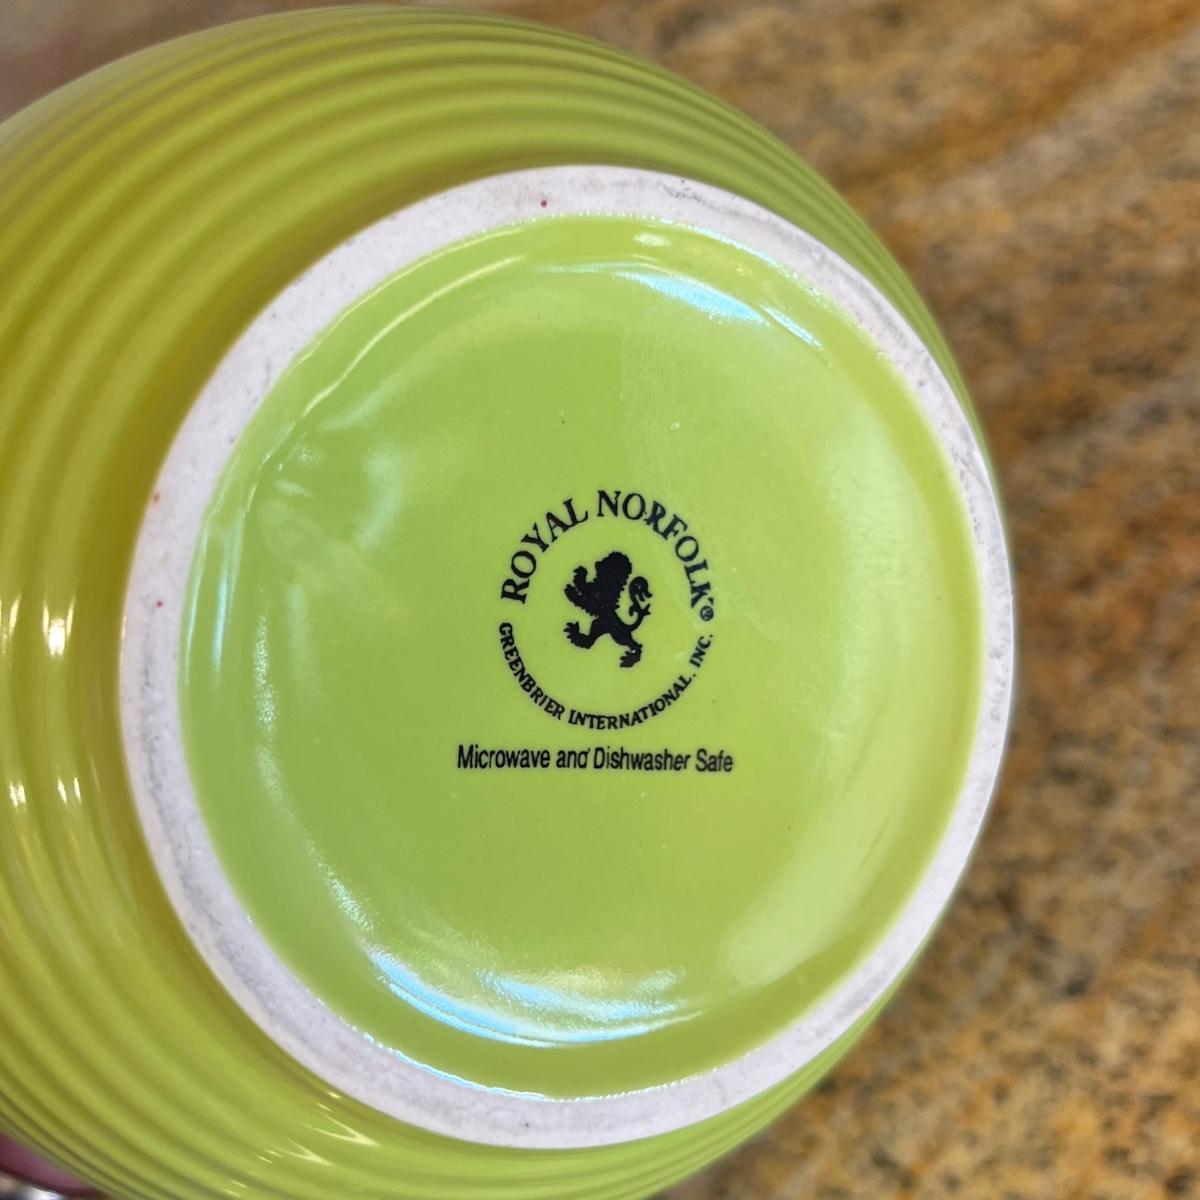 ROYAL NORFOLK®
GREENBRIER INTERNATIONAL, INC.
Microwave and Dishwasher Safe